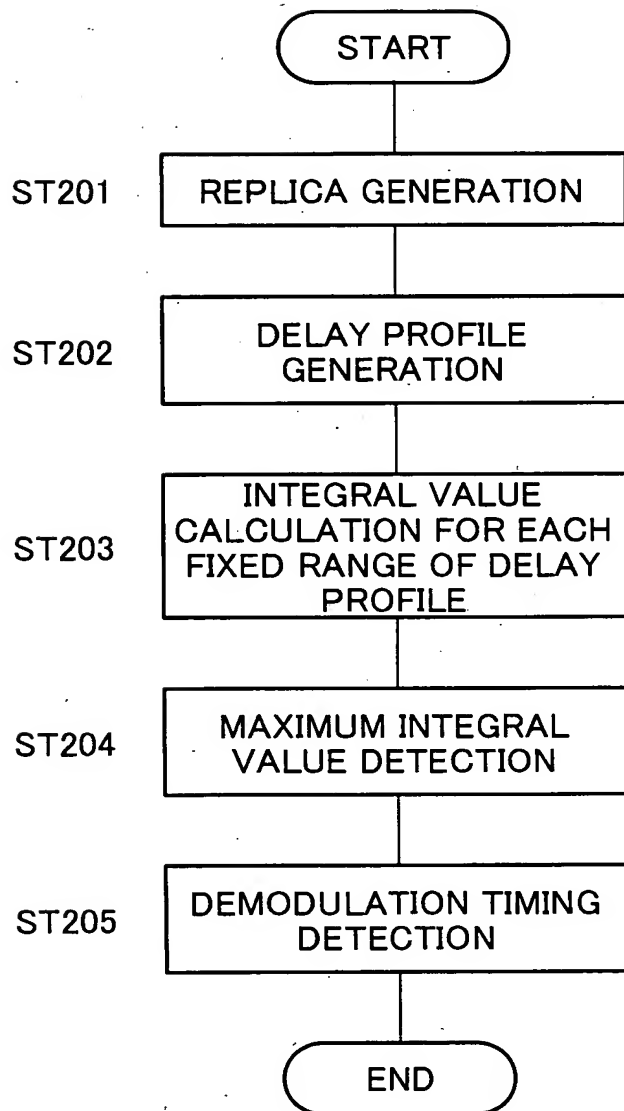 START
ST201
REPLICA GENERATION
ST202
DELAY PROFILE
GENERATION
ST203
INTEGRAL VALUE
CALCULATION FOR EACH
FIXED RANGE OF DELAY
PROFILE
ST204
MAXIMUM INTEGRAL
VALUE DETECTION
ST205
DEMODULATION TIMING
DETECTION
END